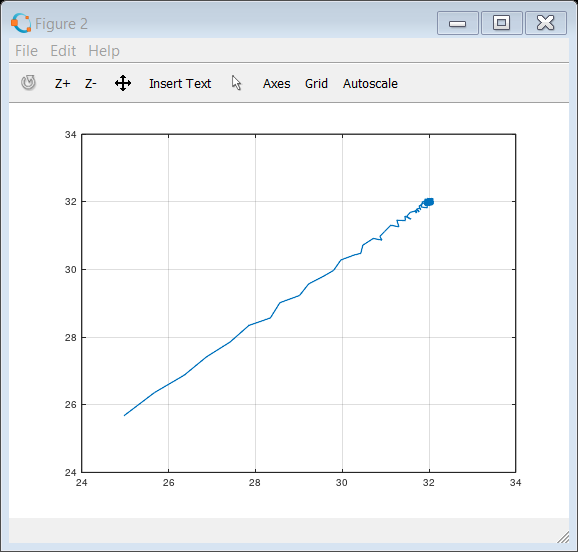 Figure 2
File Edit Help
Z+ Z- Insert Text Axes Grid Autoscale
34
32
30
28
26
24
24 26 28 30 32 34